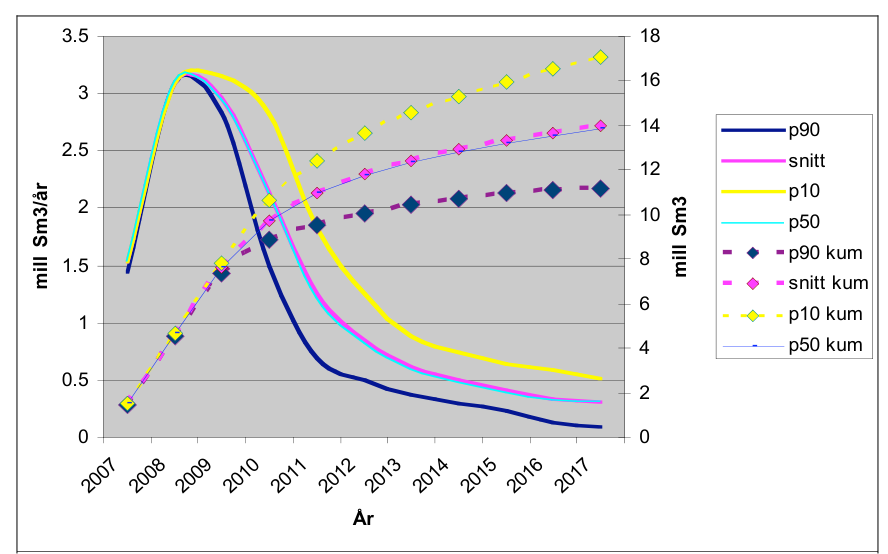 3.5
3
2.5
2
1.5
1
0.5
0
mill Sm3/år
18
16
14
12
10
8
6
4
2
0
mill Sm3
2007
2008
2009
2010
2011
2012
2013
2014
2015
2016
2017
År
p90
snitt
p10
p50
p90 kum
snitt kum
p10 kum
p50 kum